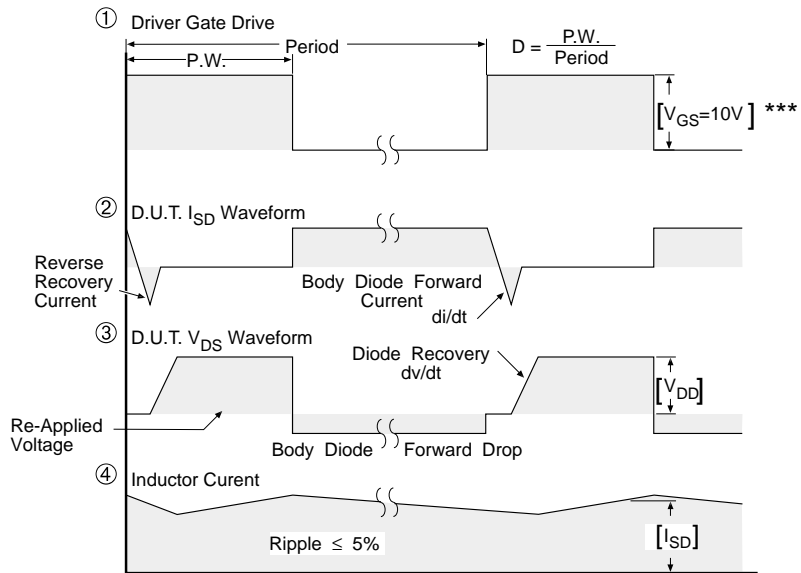 ① Driver Gate Drive
Period
P.W.
D = P.W. / Period
[VGS=10V] ***
② D.U.T. ISD Waveform
Reverse
Recovery
Current
Body Diode Forward
Current
di/dt
③ D.U.T. VDS Waveform
Diode Recovery
dv/dt
[VDD]
Re-Applied
Voltage
Body Diode Forward Drop
④ Inductor Curent
Ripple ≤ 5%
[ISD]